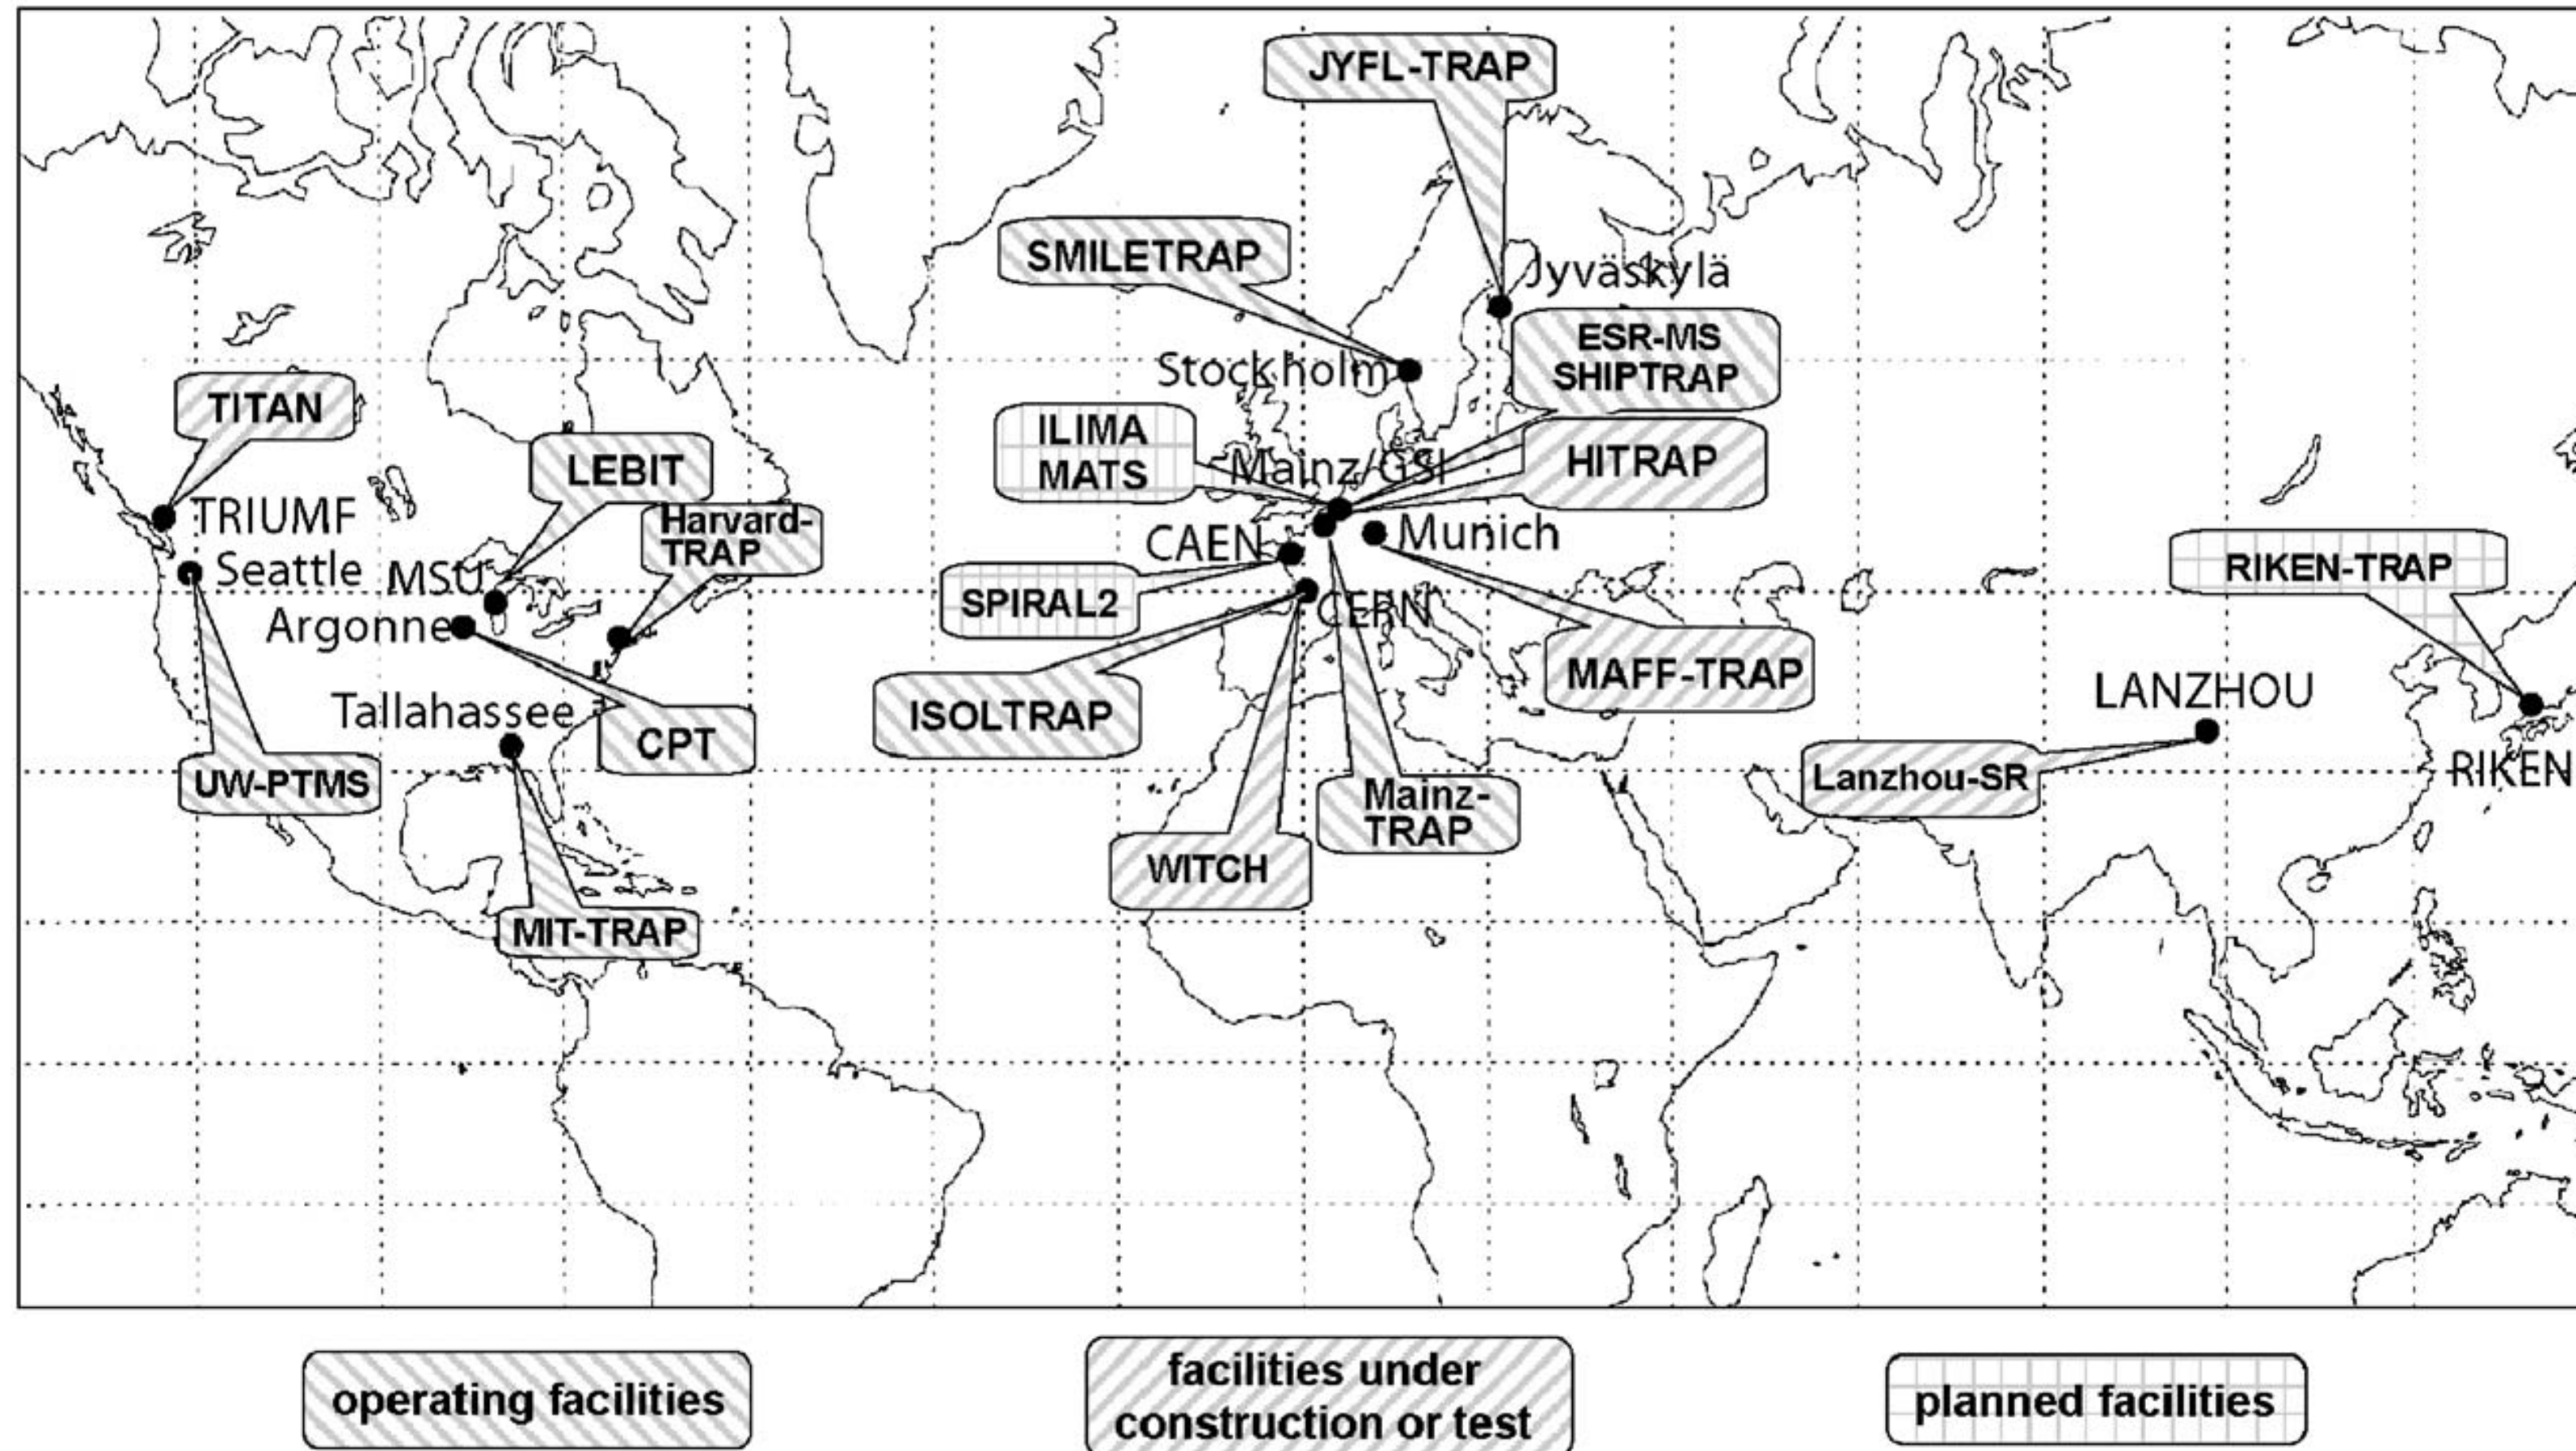 JYFL-TRAP
SMILETRAP
Jyväskylä
ESR-MS
SHIPTRAP
Stockholm
TITAN
ILIMA
MATS
LEBIT
Mainz/GSI
HITRAP
TRIUMF
Harvard-
TRAP
CAEN
Munich
Seattle
MSU
RIKEN-TRAP
SPIRAL2
CERN
Argonne
MAFF-TRAP
LANZHOU
Tallahassee
ISOLTRAP
CPT
UW-PTMS
Lanzhou-SR
RIKEN
Mainz-
TRAP
WITCH
MIT-TRAP
operating facilities
facilities under
construction or test
planned facilities